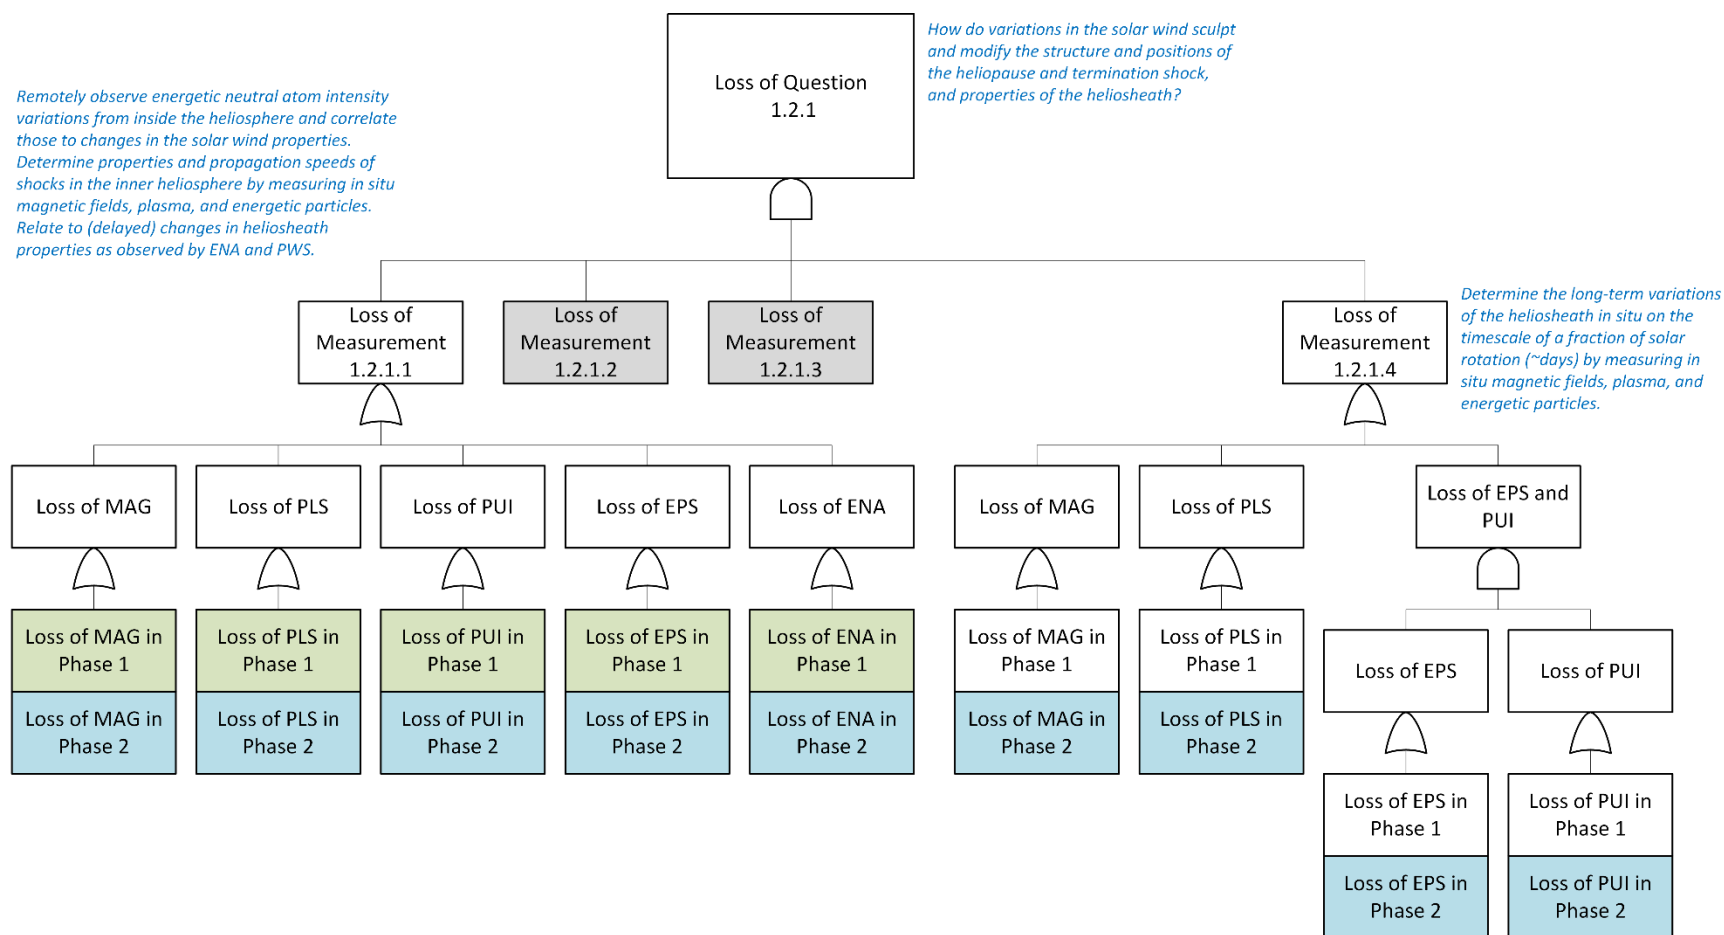 Loss of Question
1.2.1
How do variations in the solar wind sculpt
and modify the structure and positions of
the heliopause and termination shock,
and properties of the heliosheath?
Remotely observe energetic neutral atom intensity
variations from inside the heliosphere and correlate
those to changes in the solar wind properties.
Determine properties and propagation speeds of
shocks in the inner heliosphere by measuring in situ
magnetic fields, plasma, and energetic particles.
Relate to (delayed) changes in heliosheath
properties as observed by ENA and PWS.
Loss of
Measurement
1.2.1.1
Loss of
Measurement
1.2.1.2
Loss of
Measurement
1.2.1.3
Loss of
Measurement
1.2.1.4
Determine the long-term variations
of the heliosheath in situ on the
timescale of a fraction of solar
rotation (~days) by measuring in
situ magnetic fields, plasma, and
energetic particles.
Loss of MAG
Loss of PLS
Loss of PUI
Loss of EPS
Loss of ENA
Loss of MAG
Loss of PLS
Loss of EPS and
PUI
Loss of MAG in
Phase 1
Loss of PLS in
Phase 1
Loss of PUI in
Phase 1
Loss of EPS in
Phase 1
Loss of ENA in
Phase 1
Loss of MAG in
Phase 1
Loss of PLS in
Phase 1
Loss of EPS
Loss of PUI
Loss of MAG in
Phase 2
Loss of PLS in
Phase 2
Loss of PUI in
Phase 2
Loss of EPS in
Phase 2
Loss of ENA in
Phase 2
Loss of MAG in
Phase 2
Loss of PLS in
Phase 2
Loss of EPS in
Phase 1
Loss of PUI in
Phase 1
Loss of EPS in
Phase 2
Loss of PUI in
Phase 2